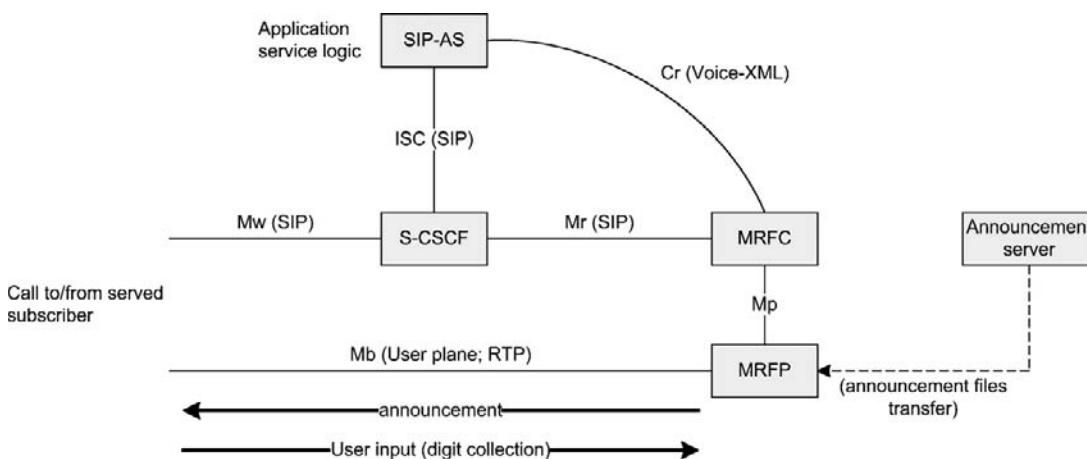 Application
service logic
SIP-AS
Cr (Voice-XML)
ISC (SIP)
Mw (SIP)
S-CSCF
Mr (SIP)
MRFC
Announcement
server
Call to/from served
subscriber
Mp
Mb (User plane; RTP)
MRFP
(announcement files
transfer)
announcement
User input (digit collection)